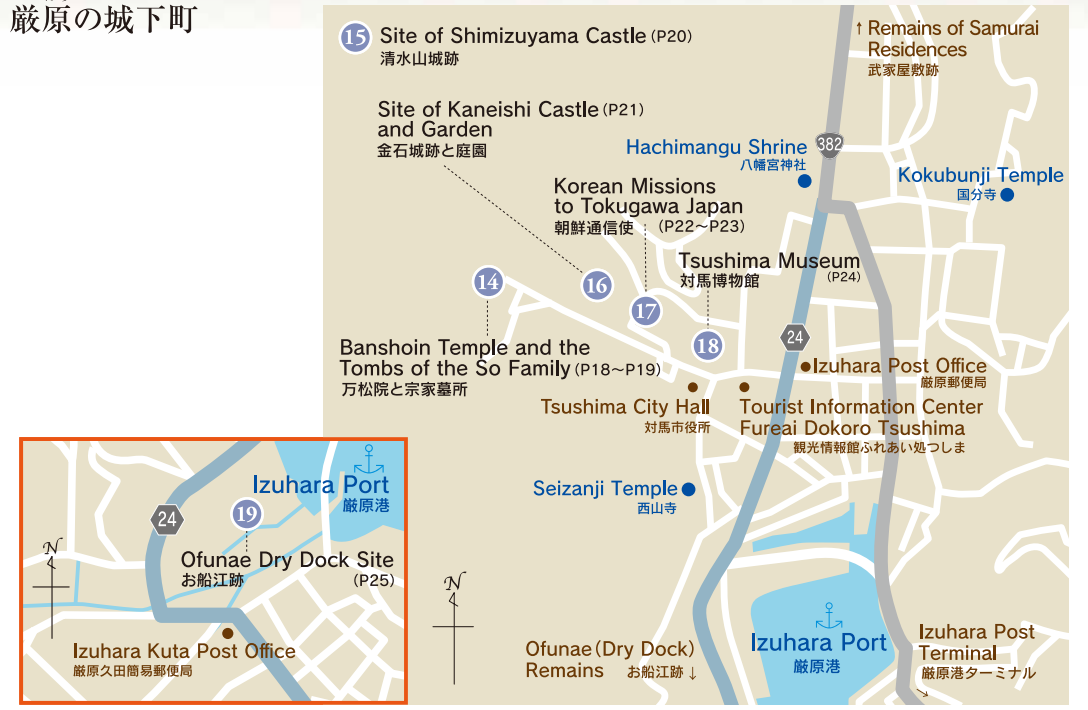 厳原の城下町
15 Site of Shimizuyama Castle (P20)
清水山城跡
↑ Remains of Samurai
Residences
武家屋敷跡
Site of Kaneishi Castle (P21)
and Garden
金石城跡と庭園
382
Hachimangu Shrine
八幡宮神社
Kokubunji Temple
国分寺
Korean Missions
to Tokugawa Japan
朝鮮通信使 (P22〜P23)
Tsushima Museum
対馬博物館 (P24)
14
16
17
18
24
Banshoin Temple and the
Tombs of the So Family (P18〜P19)
万松院と宗家墓所
Izuhara Post Office
厳原郵便局
Tsushima City Hall
対馬市役所
Tourist Information Center
Fureai Dokoro Tsushima
観光情報館ふれあい処つしま
Seizanji Temple
西山寺
Izuhara Port
厳原港
19
24
Ofunae Dry Dock Site
お船江跡 (P25)
N
Izuhara Kuta Post Office
厳原久田簡易郵便局
N
Ofunae (Dry Dock)
Remains お船江跡 ↓
Izuhara Port
厳原港
Izuhara Post
Terminal
厳原港ターミナル